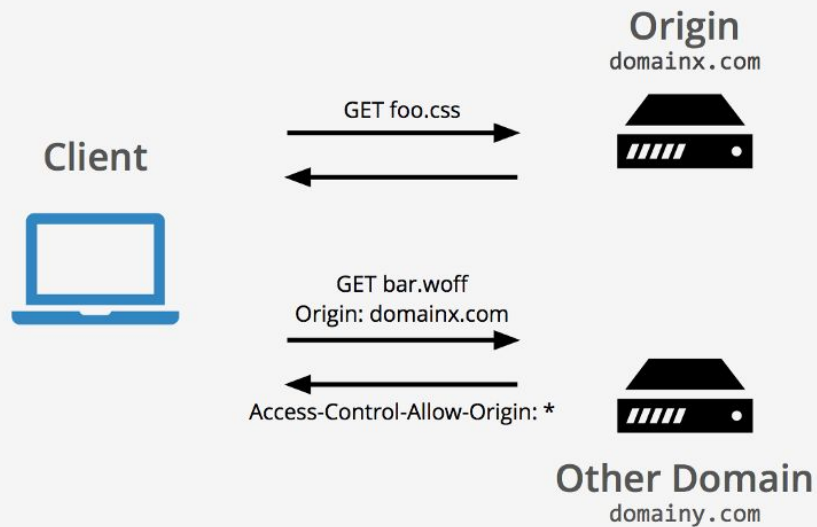 Origin
domainx.com
GET foo.css
Client
GET bar.woff
Origin: domainx.com
Access-Control-Allow-Origin: *
Other Domain
domainy.com